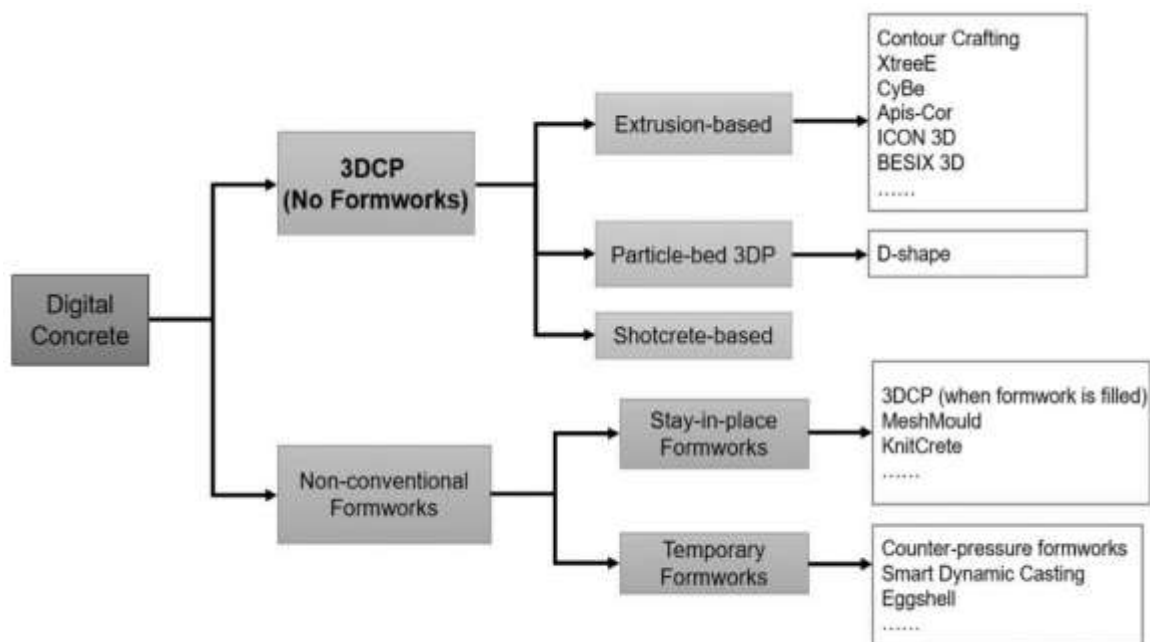 Digital
Concrete
3DCP
(No Formworks)
Extrusion-based
Contour Crafting
XtreeE
CyBe
Apis-Cor
ICON 3D
BESIX 3D
......
Particle-bed 3DP
D-shape
Shotcrete-based
Non-conventional
Formworks
Stay-in-place
Formworks
3DCP (when formwork is filled)
MeshMould
KnitCrete
......
Temporary
Formworks
Counter-pressure formworks
Smart Dynamic Casting
Eggshell
......